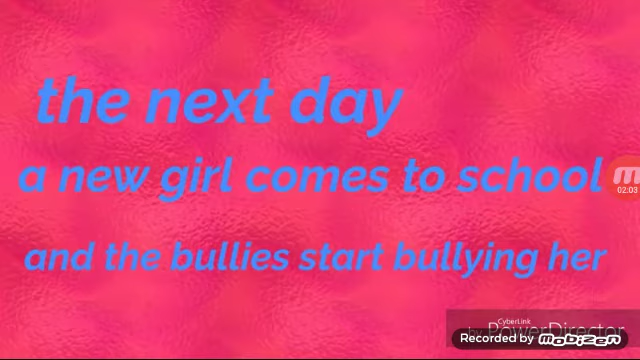 the next day
a new girl comes to school
02:03
and the bullies start bullying her
CyberLink
by PowerDirector
Recorded by MOBIZEN